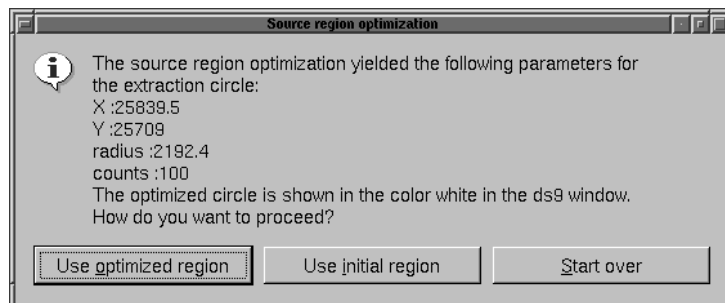 Source region optimization
The source region optimization yielded the following parameters for
the extraction circle:
X :25839.5
Y :25709
radius :2192.4
counts :100
The optimized circle is shown in the color white in the ds9 window.
How do you want to proceed?
Use optimized region Use initial region Start over